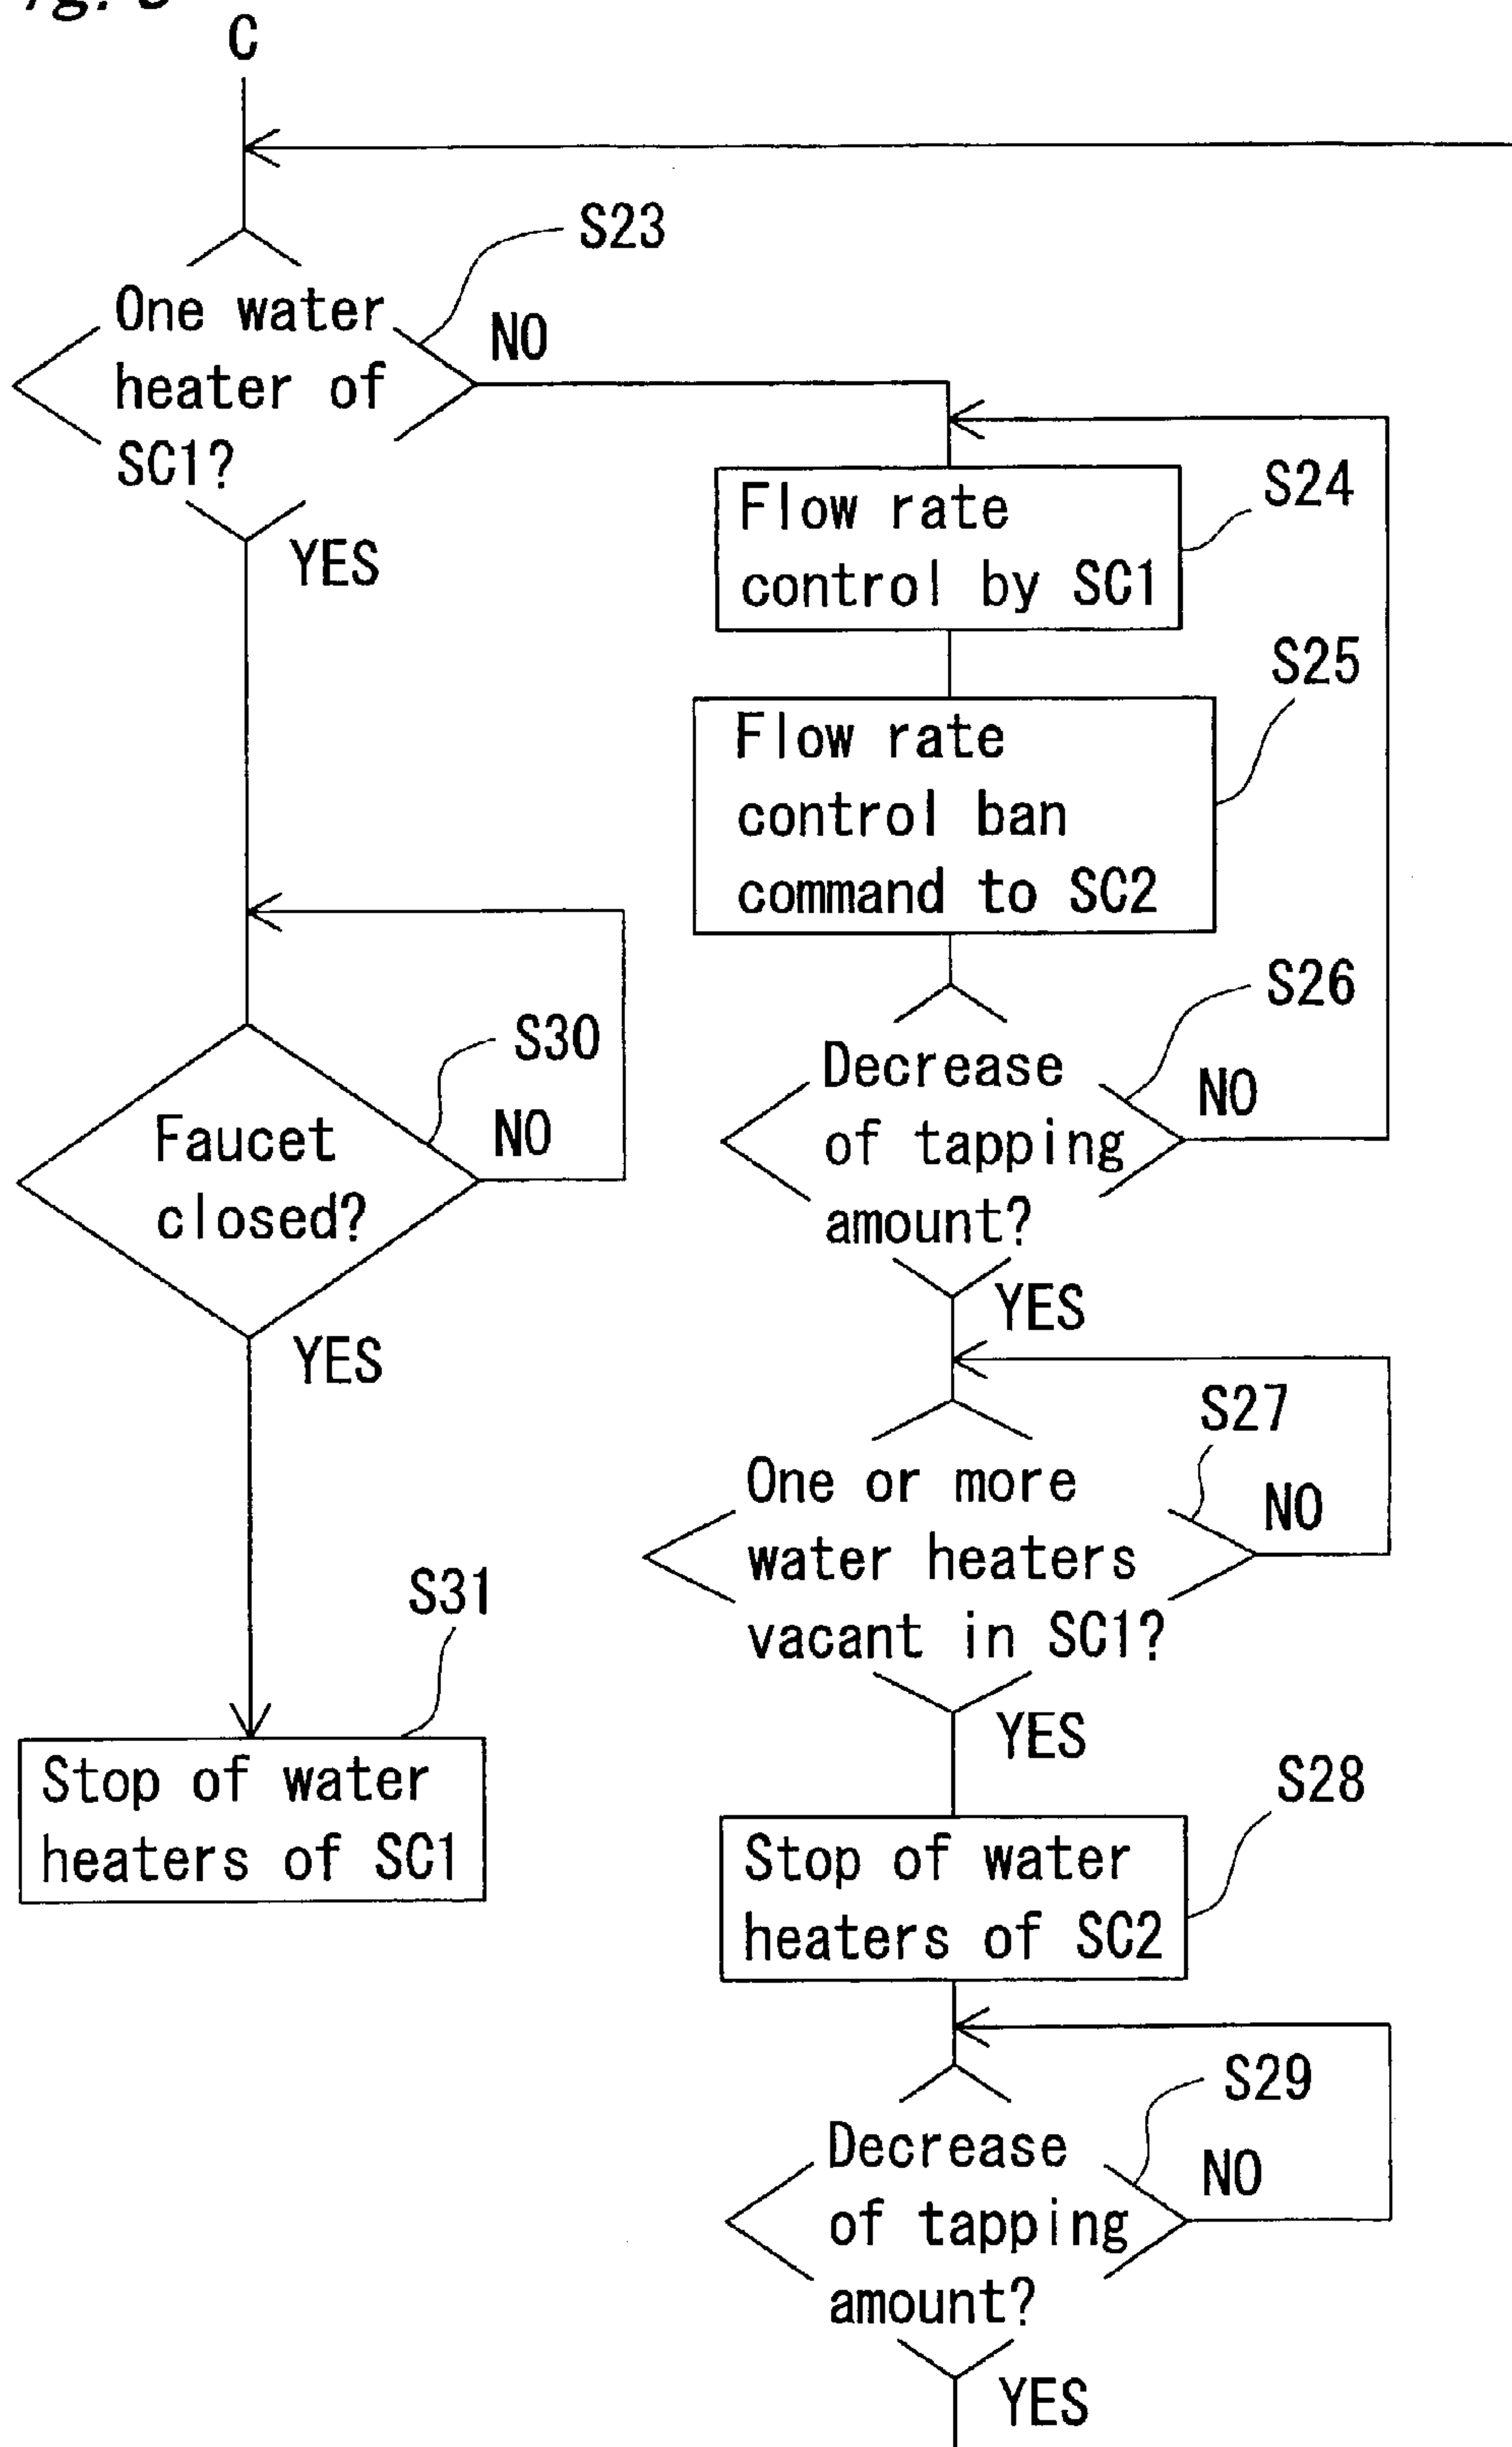 C
S23
One water
heater of
SC1?
NO
YES
Flow rate
control by SC1
S24
Flow rate
control ban
command to SC2
S25
Decrease
of tapping
amount?
S26
NO
YES
S30
Faucet
closed?
NO
YES
One or more
water heaters
vacant in SC1?
S27
NO
YES
S31
Stop of water
heaters of SC1
S28
Stop of water
heaters of SC2
S29
Decrease
of tapping
amount?
NO
YES